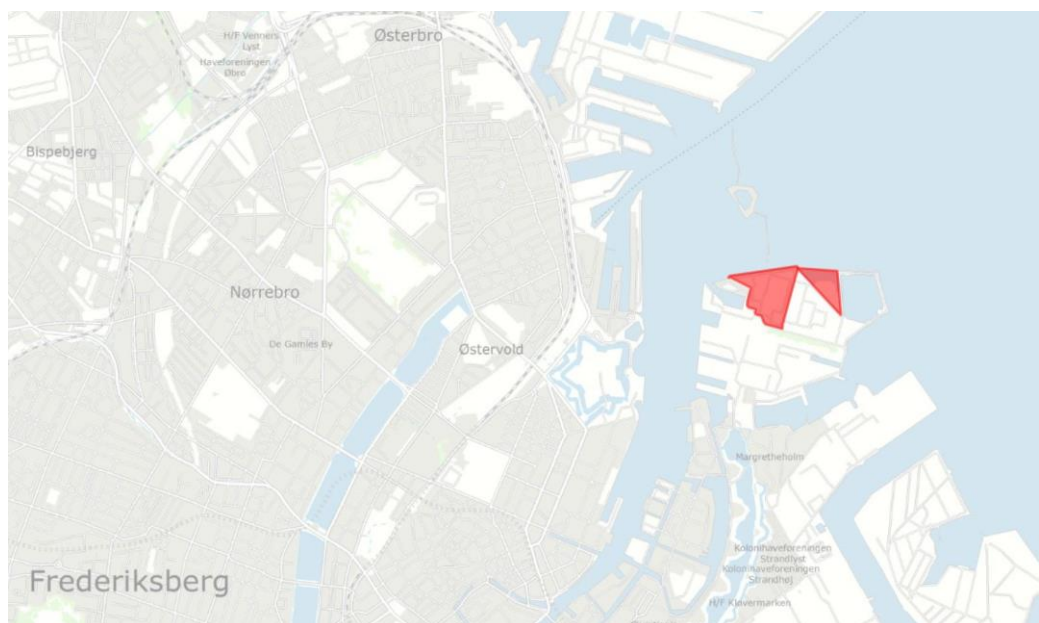 H/F Venners
Lyst
Haveforeningen
Øbro
Østerbro
Bispebjerg
Nørrebro
De Gamles By
Østervold
Margretheholm
Kolonihaveforeningen
Strandlyst
Kolonihaveforeningen
Strandhøj
H/F Kløvermarken
Frederiksberg